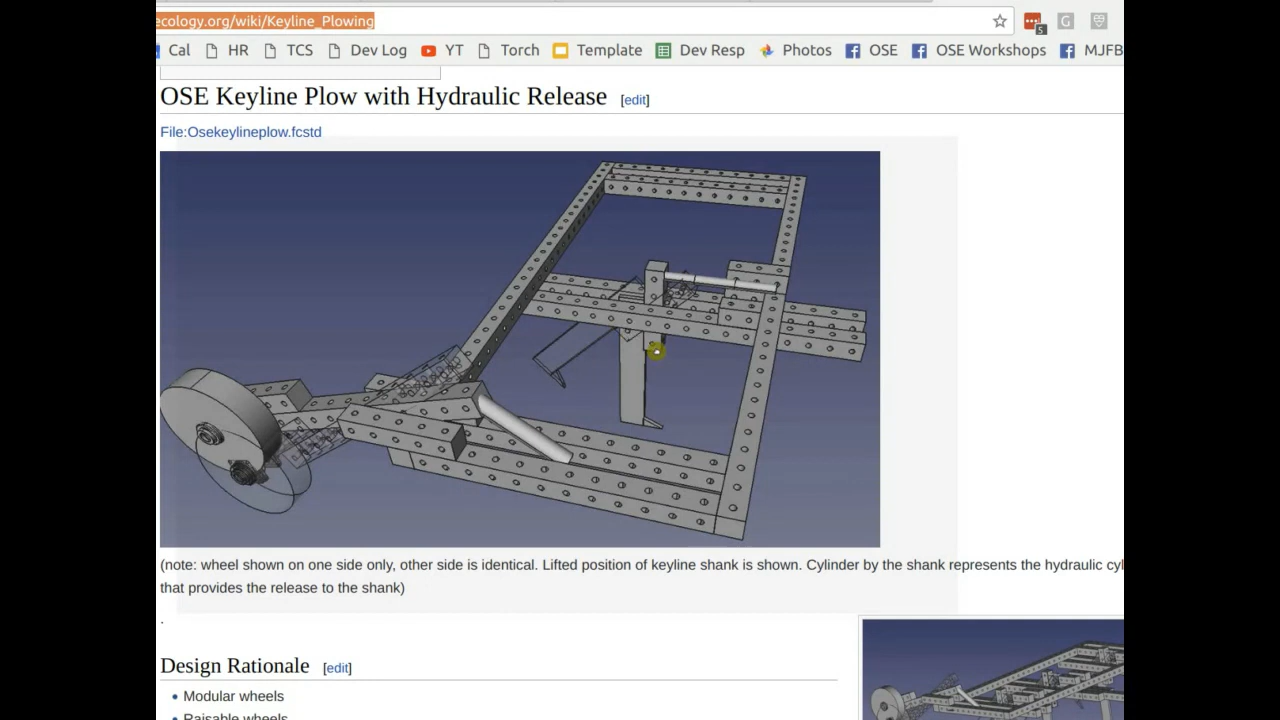 ecology.org/wiki/Keyline_Plowing
5
G
Cal HR TCS Dev Log YT Torch Template Dev Resp Photos OSE OSE Workshops MJFB
OSE Keyline Plow with Hydraulic Release [edit]
File:Osekeylineplow.fcstd
(note: wheel shown on one side only, other side is identical. Lifted position of keyline shank is shown. Cylinder by the shank represents the hydraulic cyl
that provides the release to the shank)
.
Design Rationale [edit]
Modular wheels
Raisable wheels